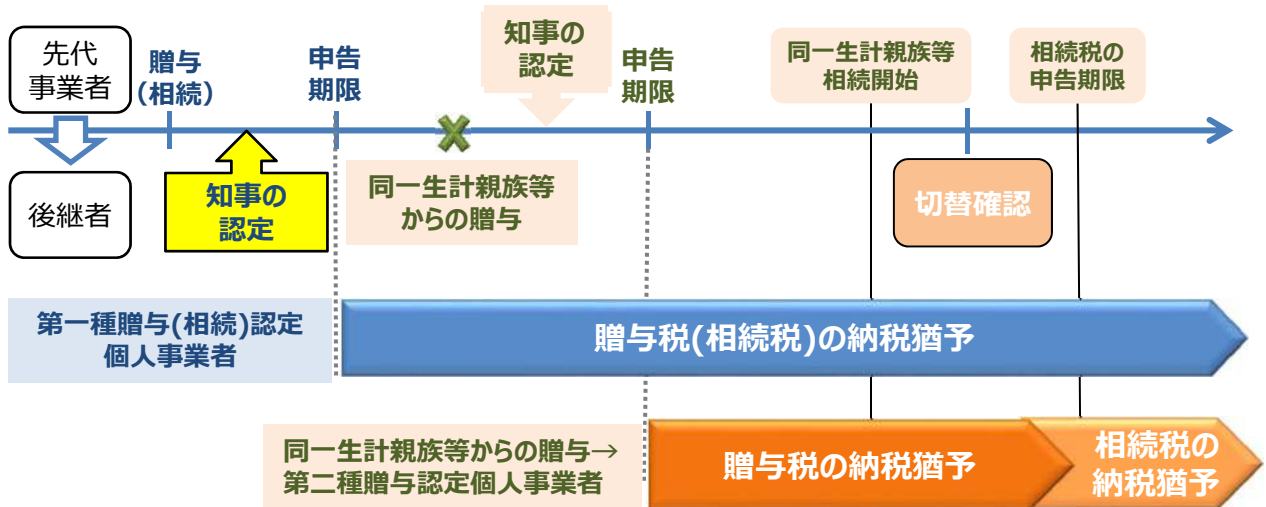 先代
事業者
贈与
(相続)
申告
期限
知事の
認定
申告
期限
同一生計親族等
相続開始
相続税の
申告期限
後継者
知事の
認定
同一生計親族等
からの贈与
切替確認
第一種贈与(相続)認定
個人事業者
贈与税(相続税)の納税猶予
同一生計親族等からの贈与→
第二種贈与認定個人事業者
贈与税の納税猶予
相続税の
納税猶予